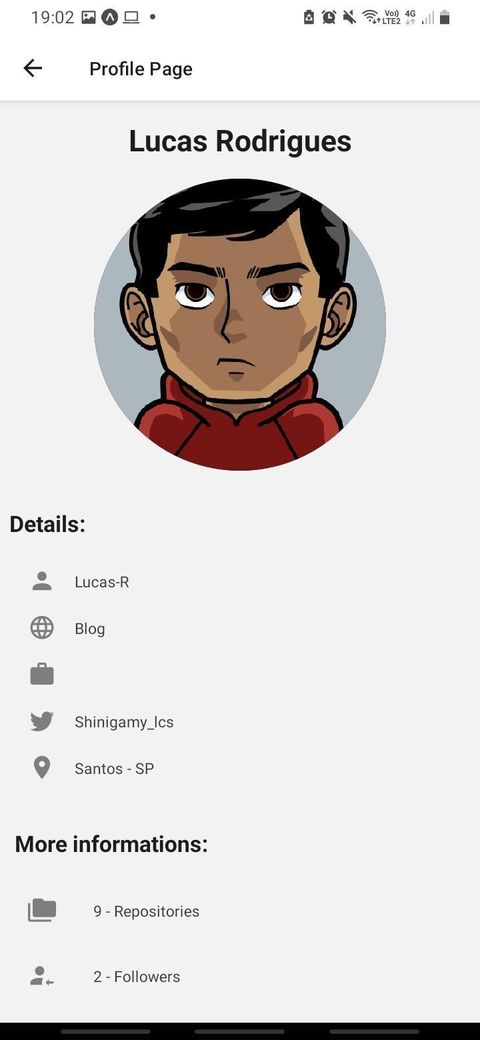 19:02
Vo))
LTE2
4G
Profile Page
Lucas Rodrigues
Details:
Lucas-R
Blog
Shinigamy_lcs
Santos - SP
More informations:
9 - Repositories
2 - Followers